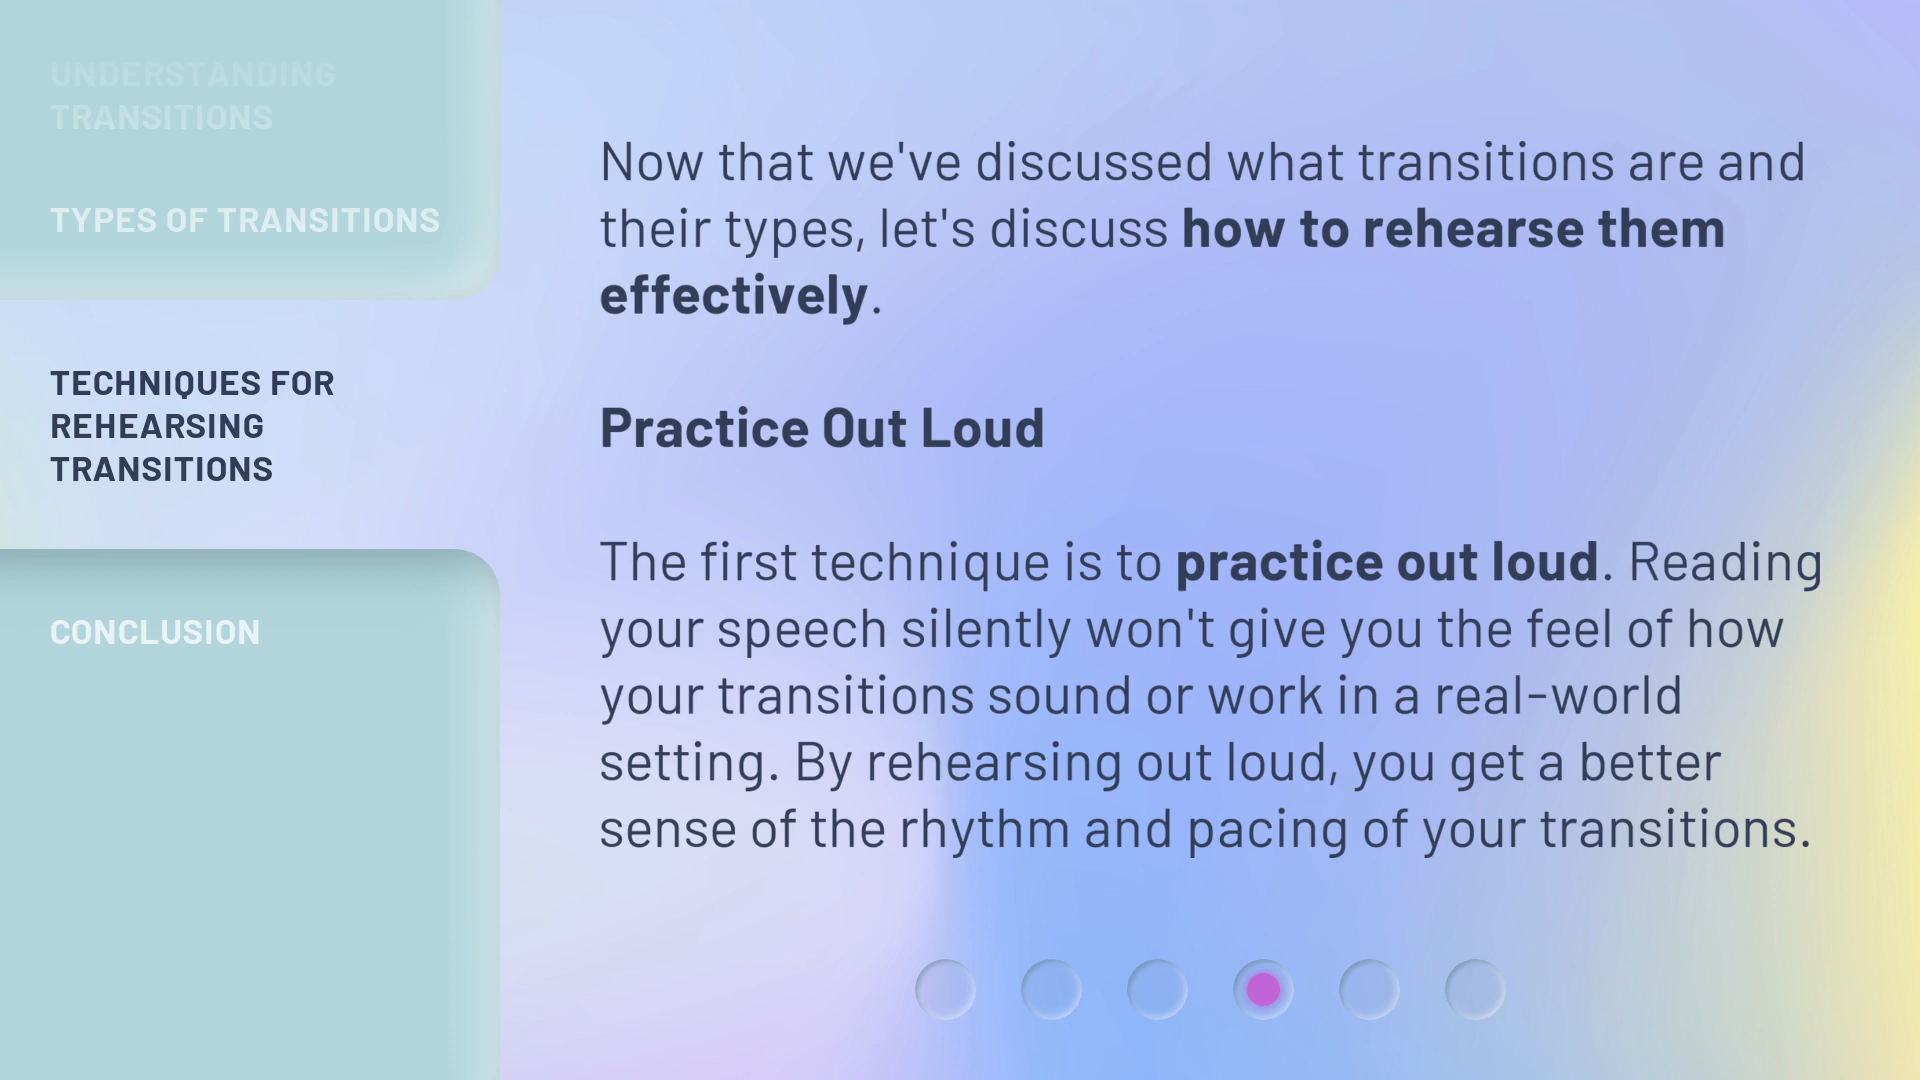 UNDERSTANDING
TRANSITIONS
TYPES OF TRANSITIONS
TECHNIQUES FOR
REHEARSING
TRANSITIONS
CONCLUSION
Now that we've discussed what transitions are and
their types, let's discuss how to rehearse them
effectively.
Practice Out Loud
The first technique is to practice out loud. Reading
your speech silently won't give you the feel of how
your transitions sound or work in a real-world
setting. By rehearsing out loud, you get a better
sense of the rhythm and pacing of your transitions.